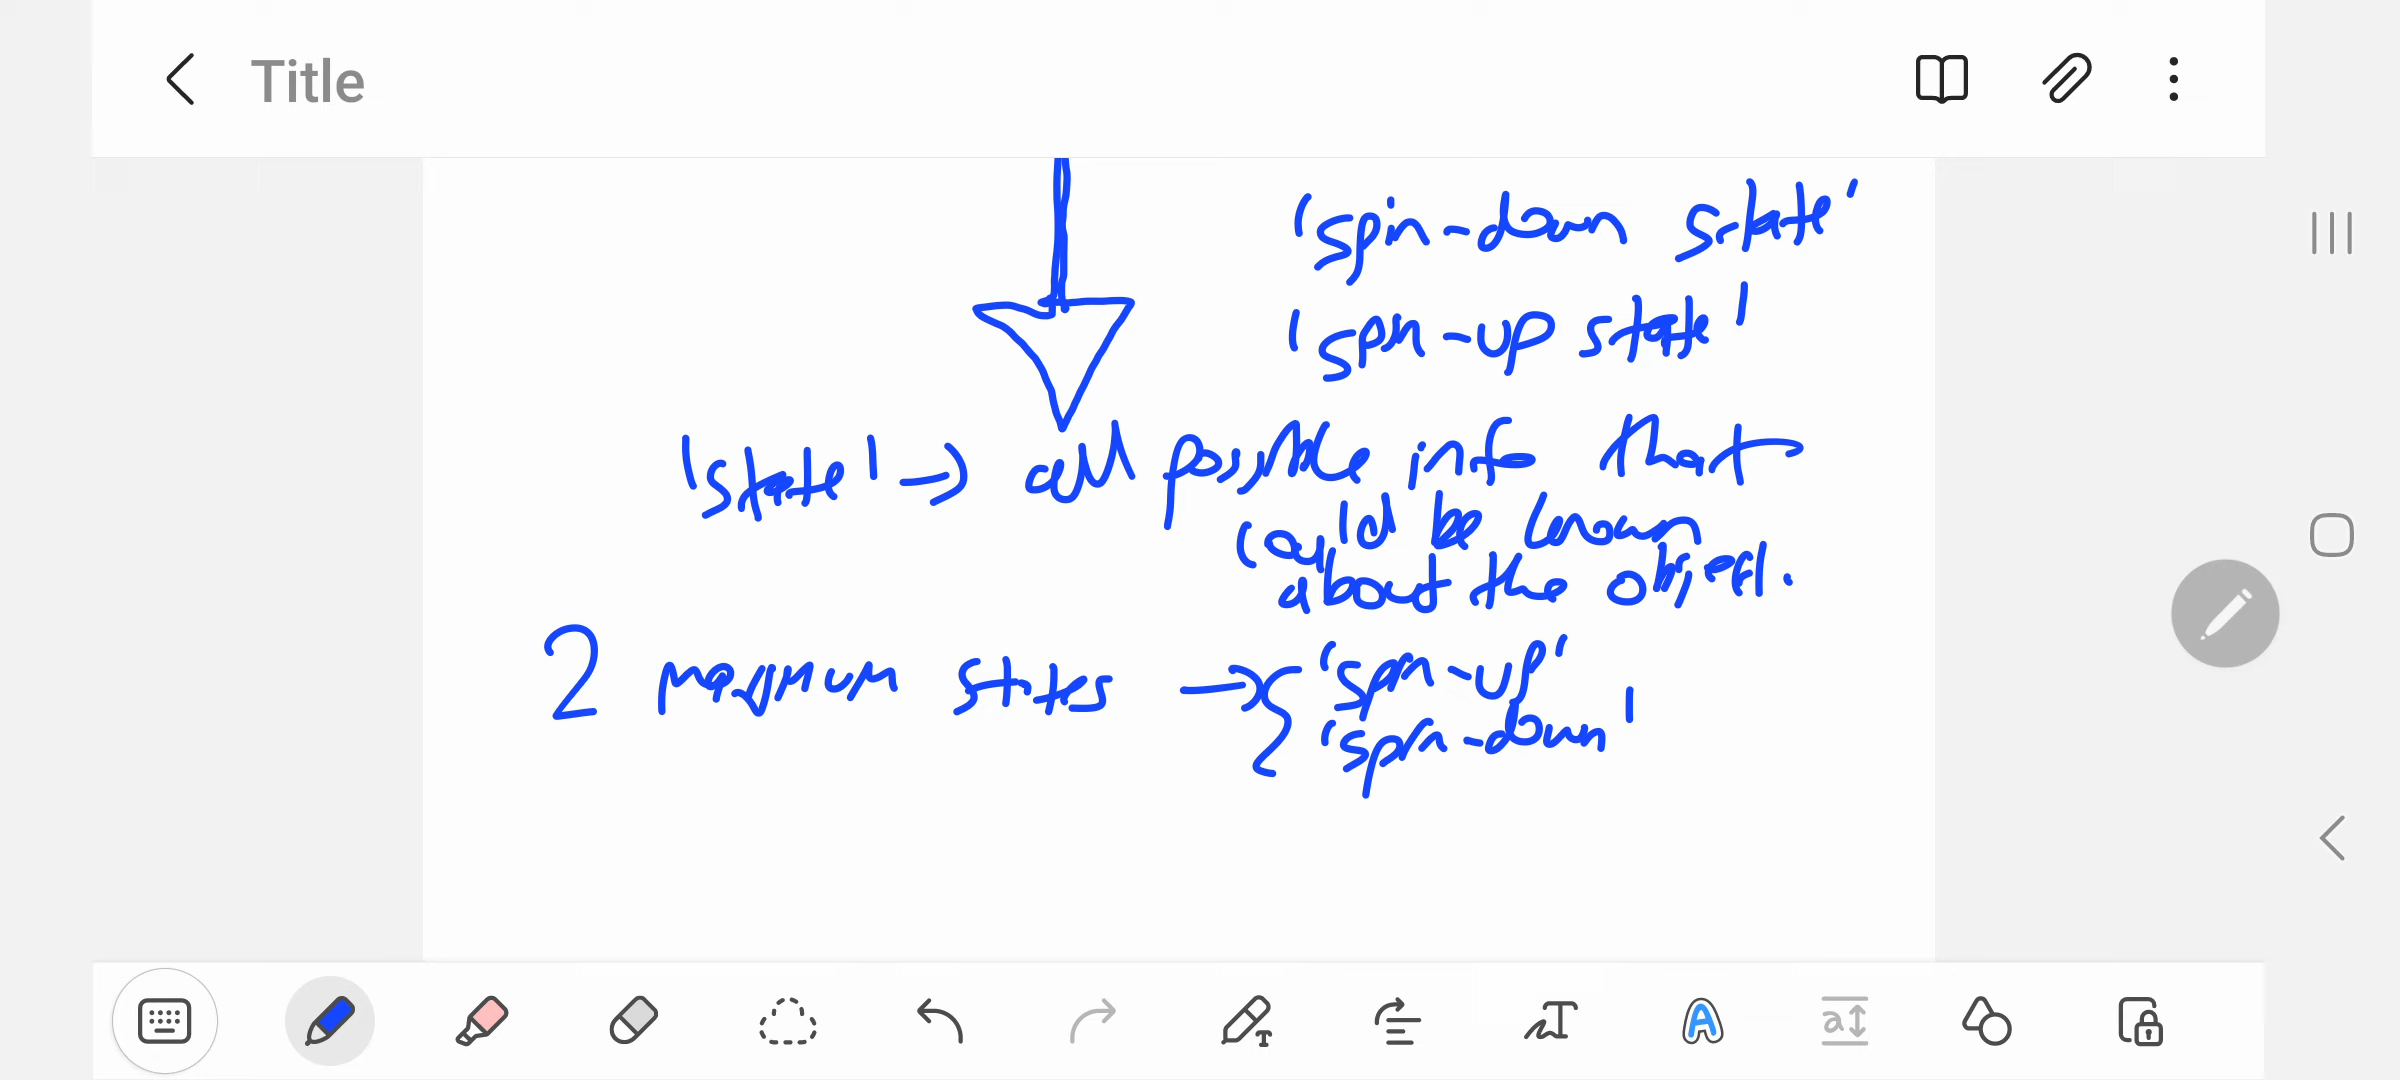 Title
'spin-down state'
'spin-up state'
'state' → all possible info that
could be known
about the object.
2 maximum states → { 'spin-up'
'spin-down'